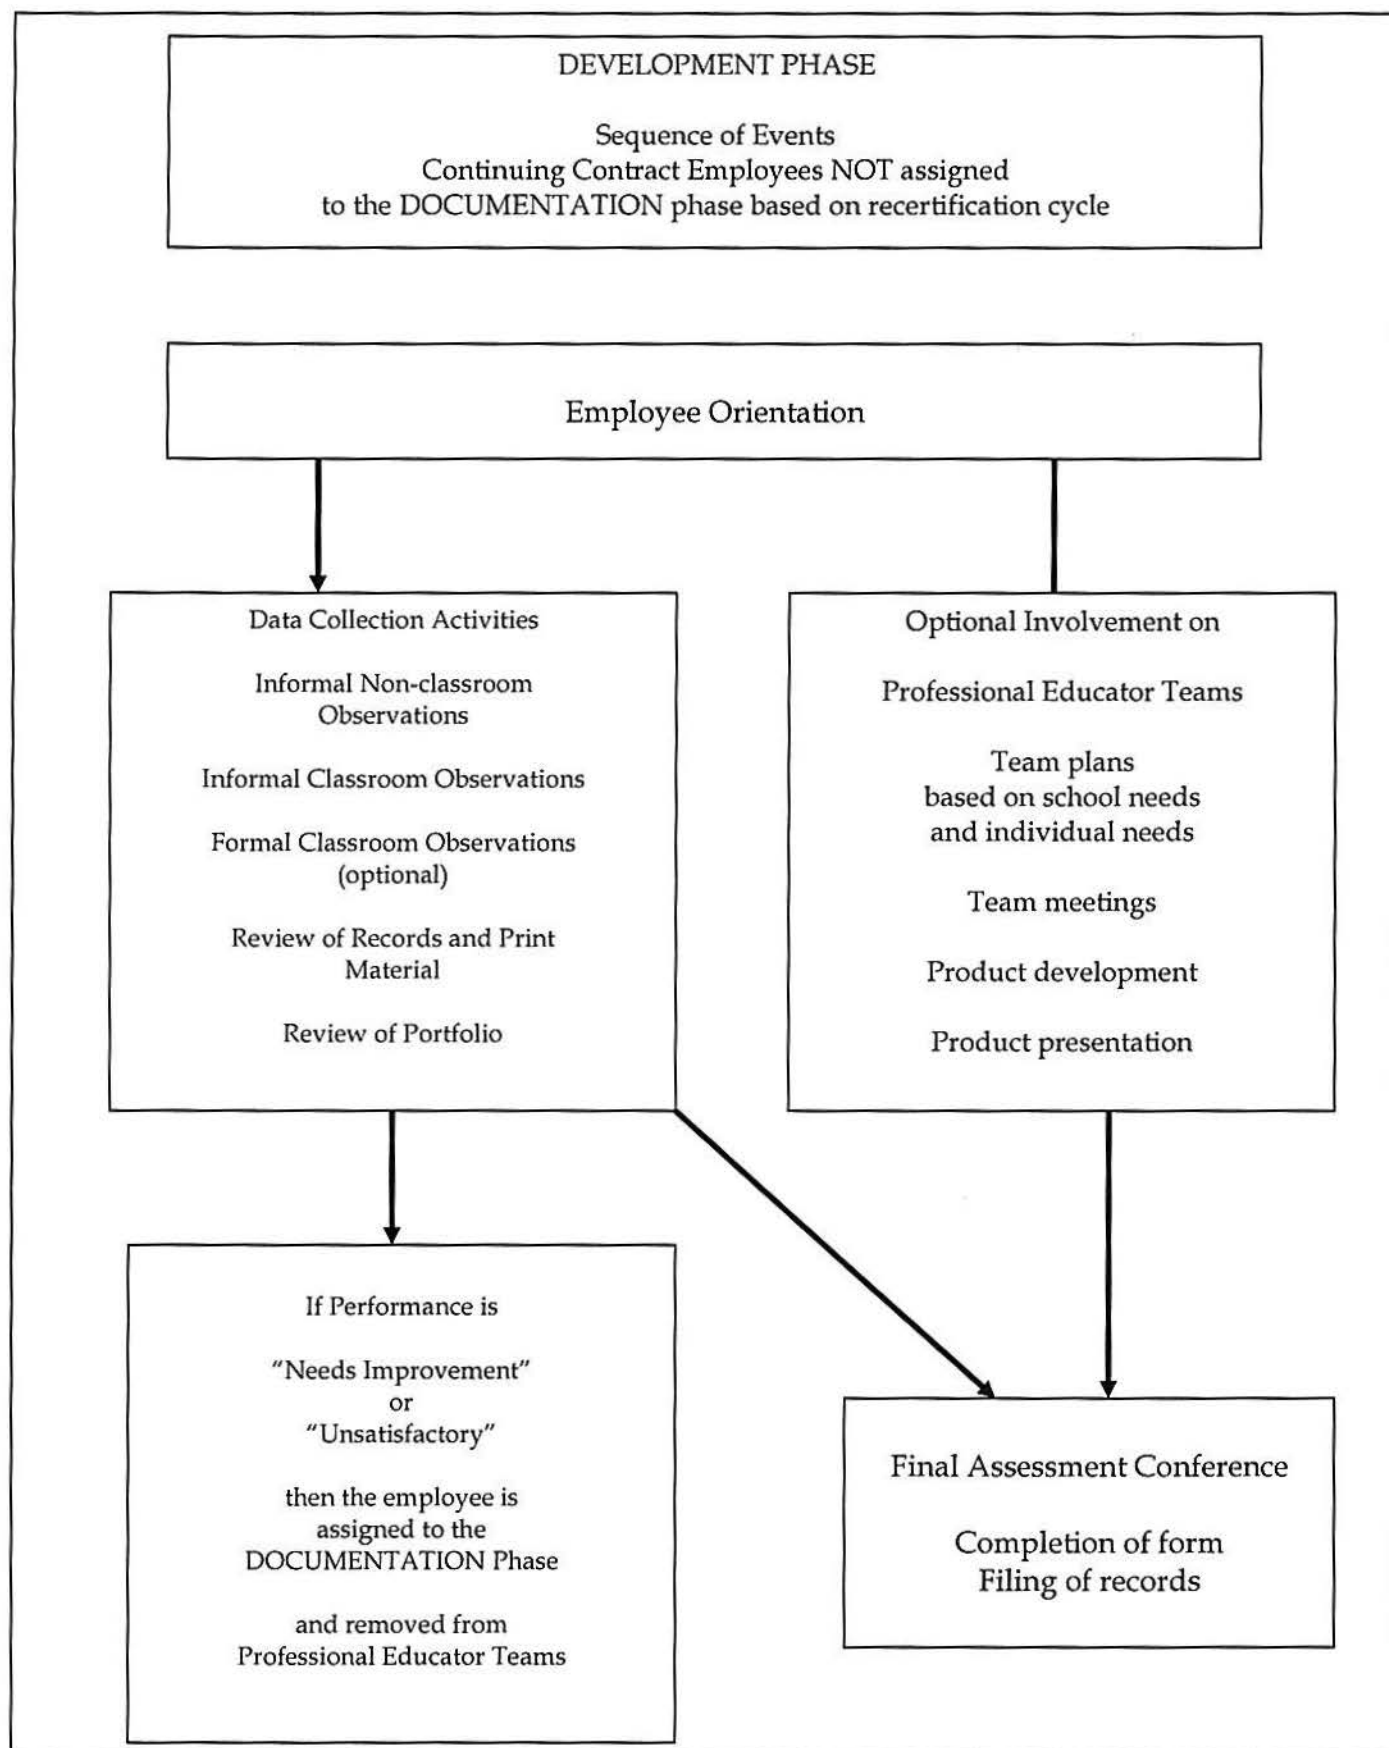 DEVELOPMENT PHASE
Sequence of Events
Continuing Contract Employees NOT assigned
to the DOCUMENTATION phase based on recertification cycle
Employee Orientation
Data Collection Activities
Informal Non-classroom
Observations
Informal Classroom Observations
Formal Classroom Observations
(optional)
Review of Records and Print
Material
Review of Portfolio
Optional Involvement on
Professional Educator Teams
Team plans
based on school needs
and individual needs
Team meetings
Product development
Product presentation
If Performance is
"Needs Improvement"
or
"Unsatisfactory"
then the employee is
assigned to the
DOCUMENTATION Phase
and removed from
Professional Educator Teams
Final Assessment Conference
Completion of form
Filing of records